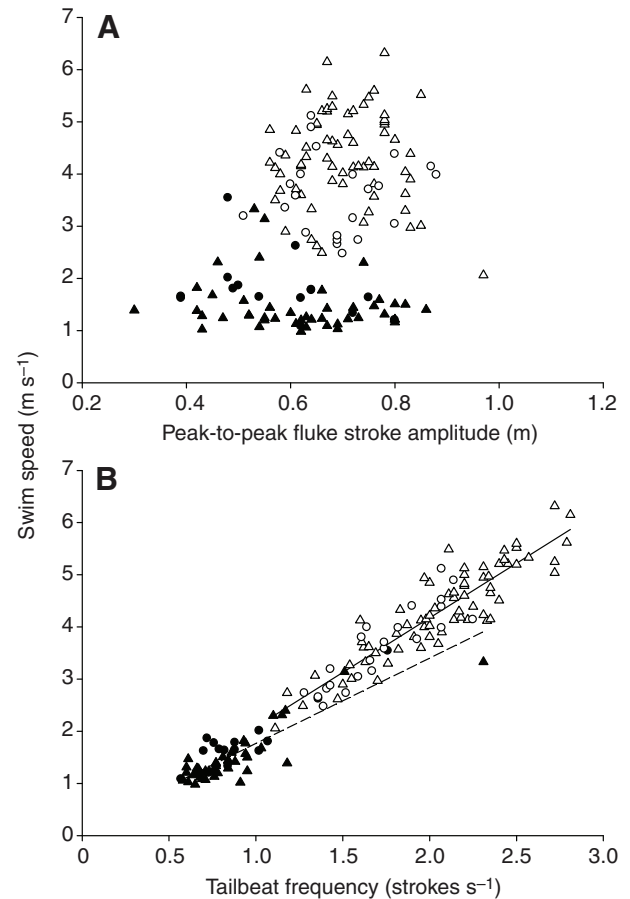 A
7
6
5
4
3
2
1
0
0.2 0.4 0.6 0.8 1.0 1.2
Peak-to-peak fluke stroke amplitude (m)
Swim speed (m s–1)
B
7
6
5
4
3
2
1
0
0 0.5 1.0 1.5 2.0 2.5 3.0
Tailbeat frequency (strokes s–1)